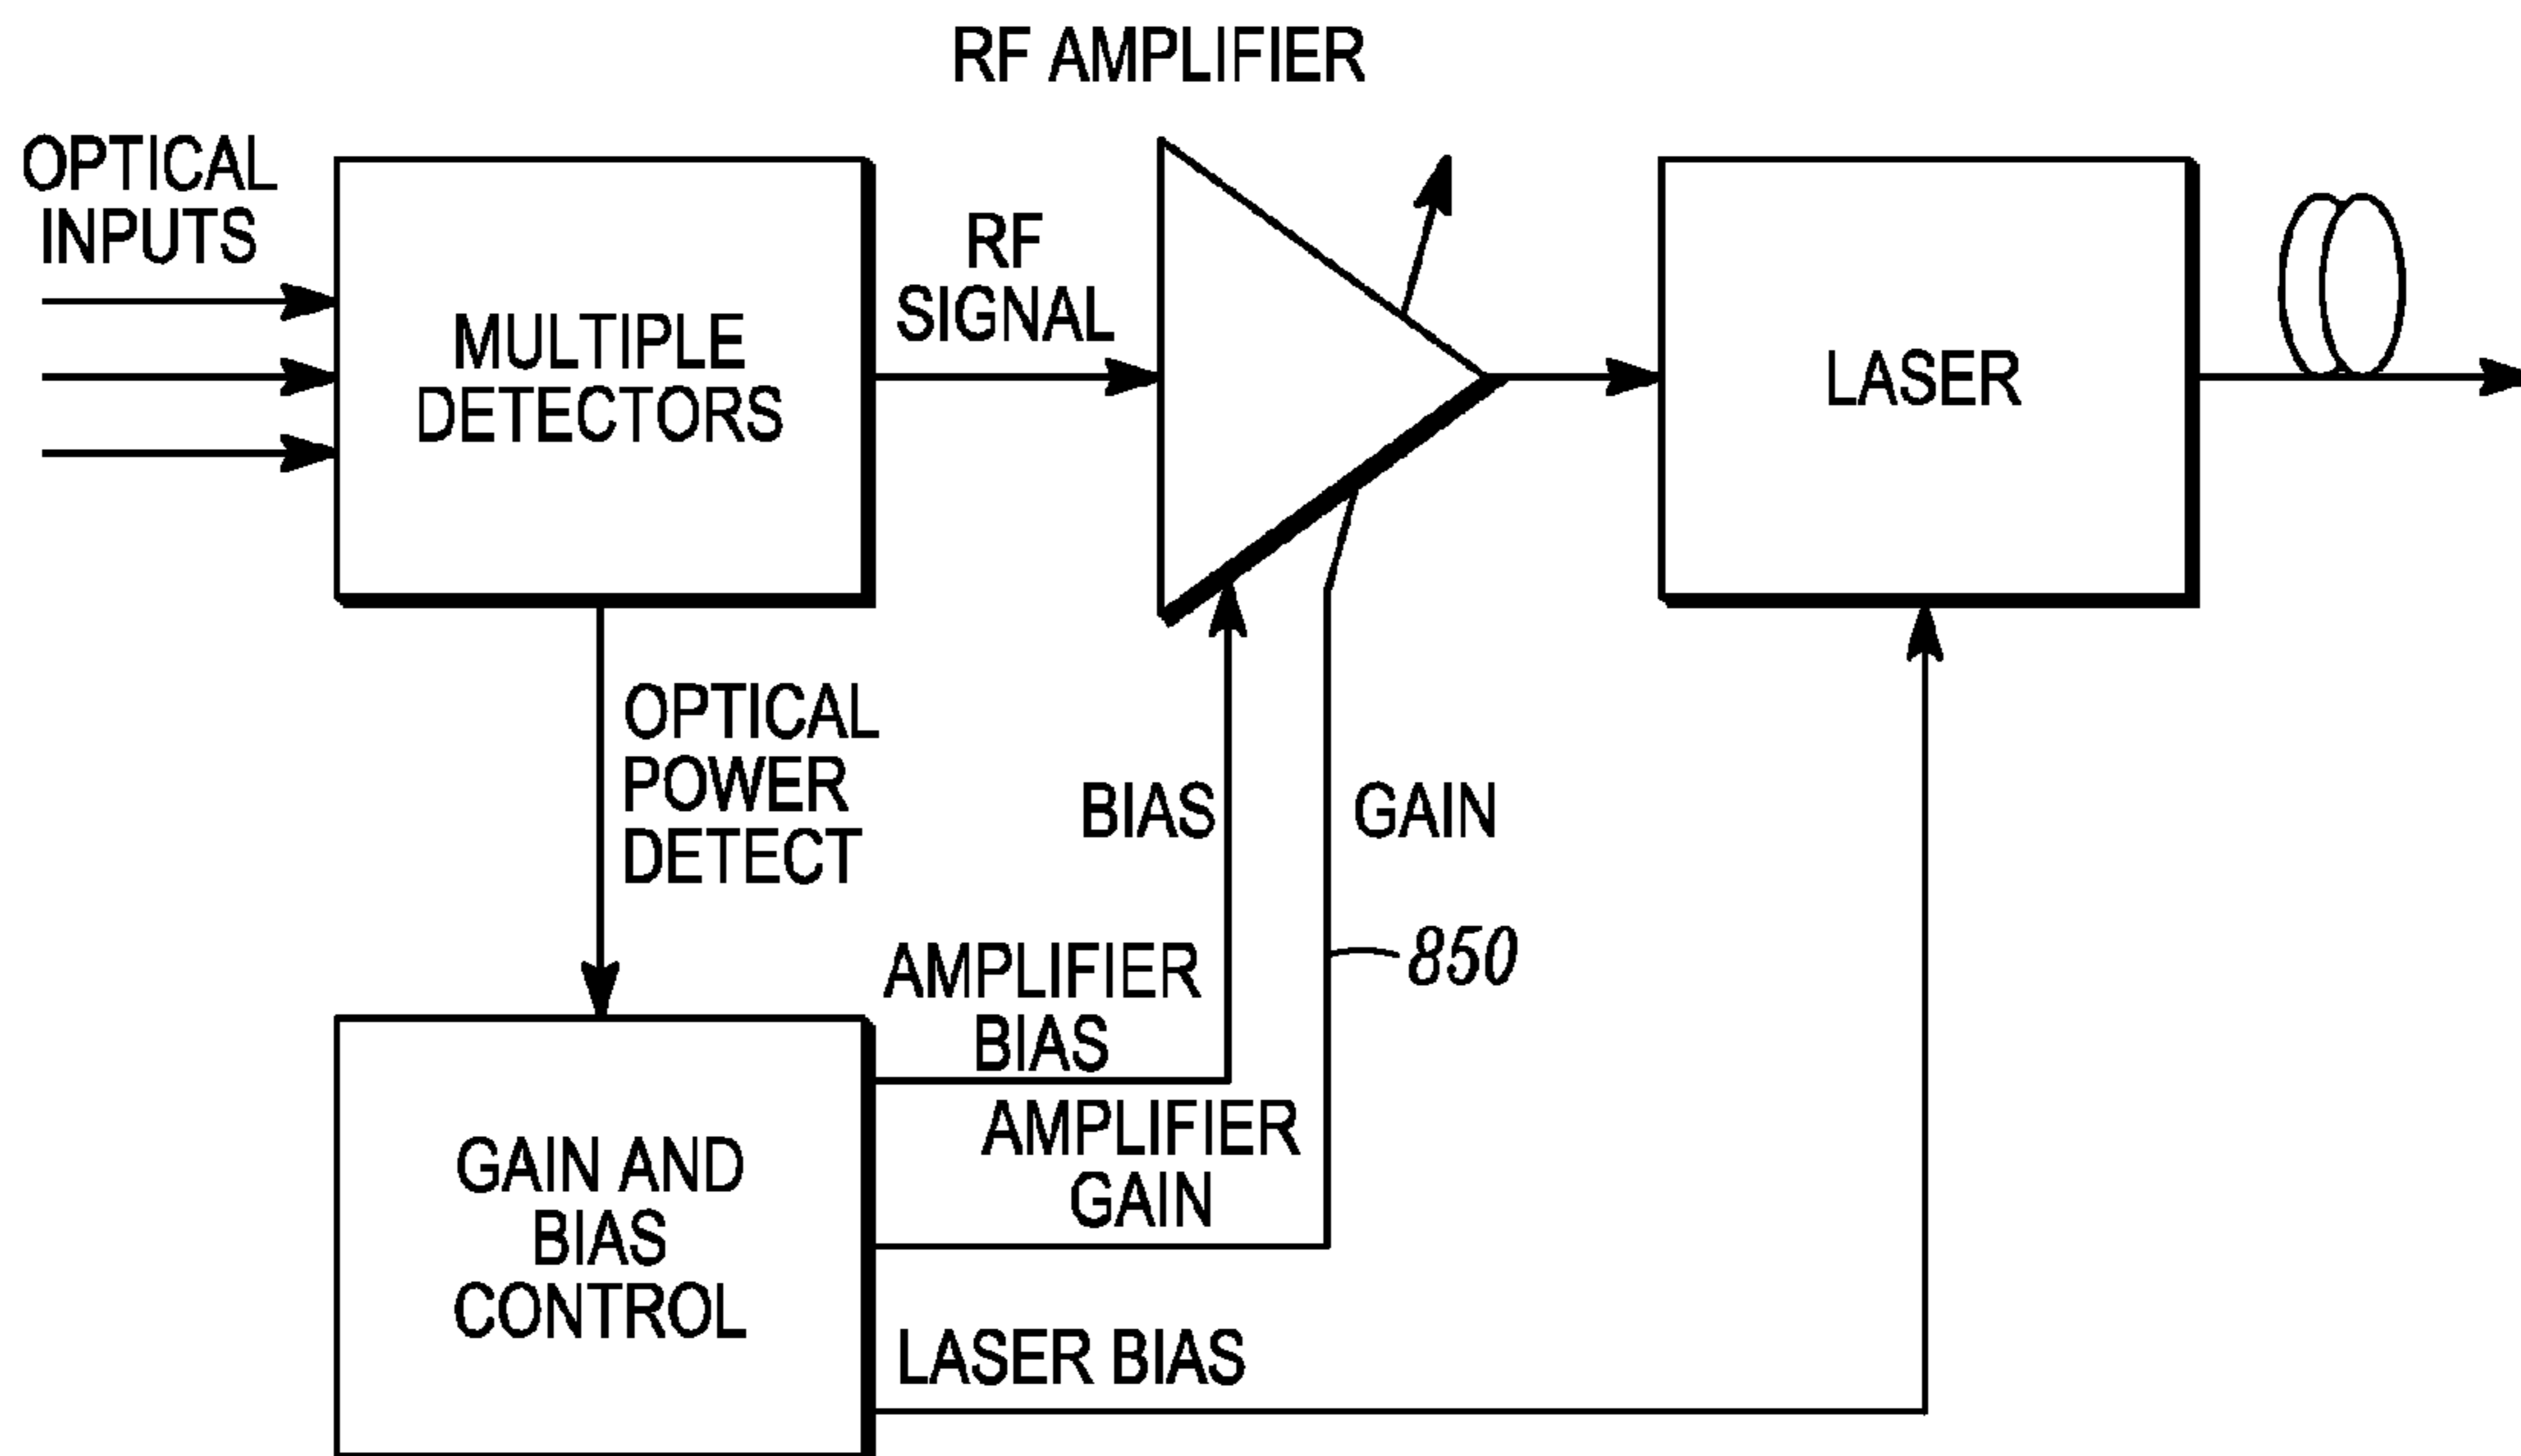 RF AMPLIFIER
OPTICAL
INPUTS
MULTIPLE
DETECTORS
RF
SIGNAL
LASER
OPTICAL
POWER
DETECT
BIAS
GAIN
850
AMPLIFIER
BIAS
AMPLIFIER
GAIN
GAIN AND
BIAS
CONTROL
LASER BIAS